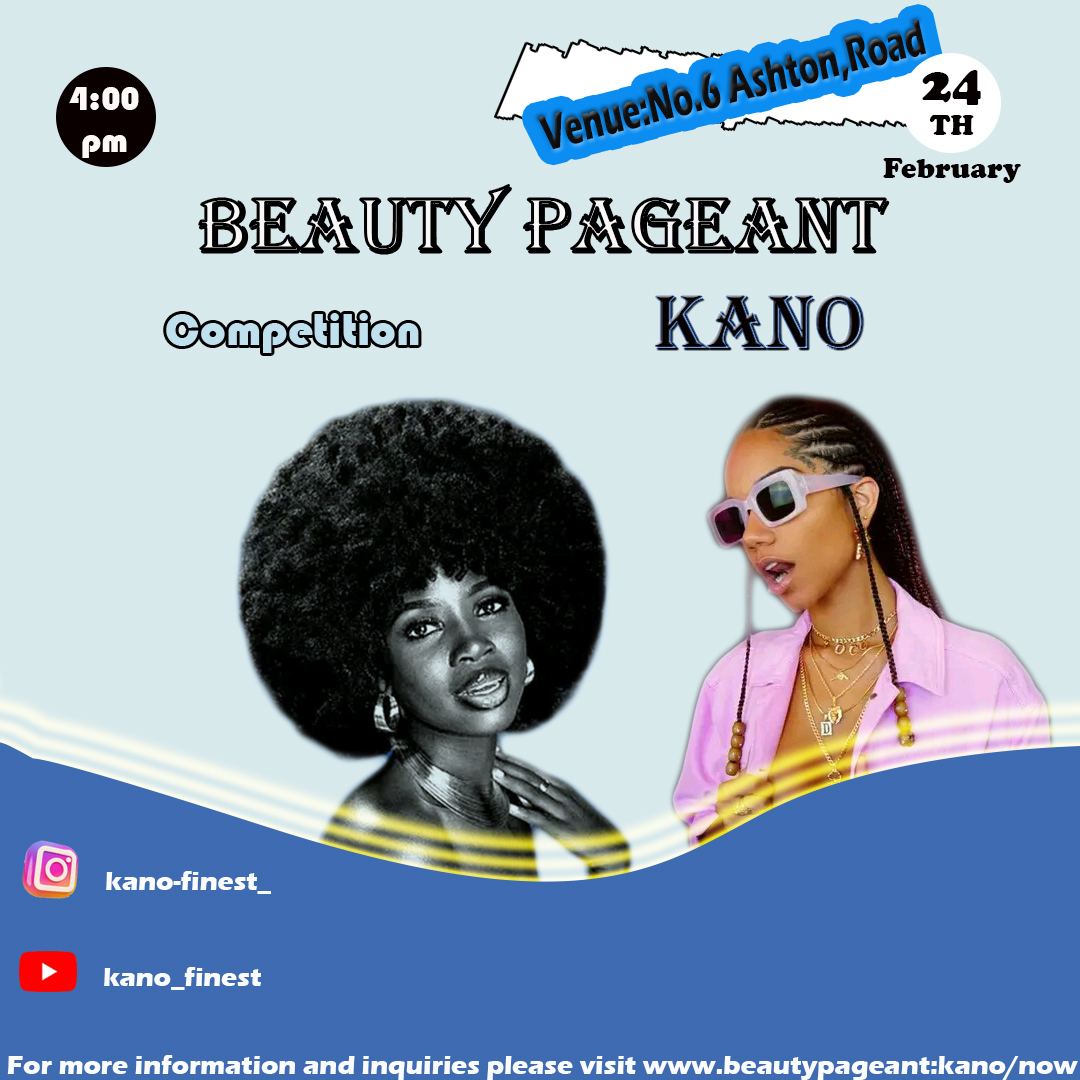 Venue:No.6 Ashton,Road
4:00
pm
24
TH
February
BEAUTY PAGEANT
Competition
KANO
D
kano-finest_
kano_finest
For more information and inquiries please visit www.beautypageant:kano/now